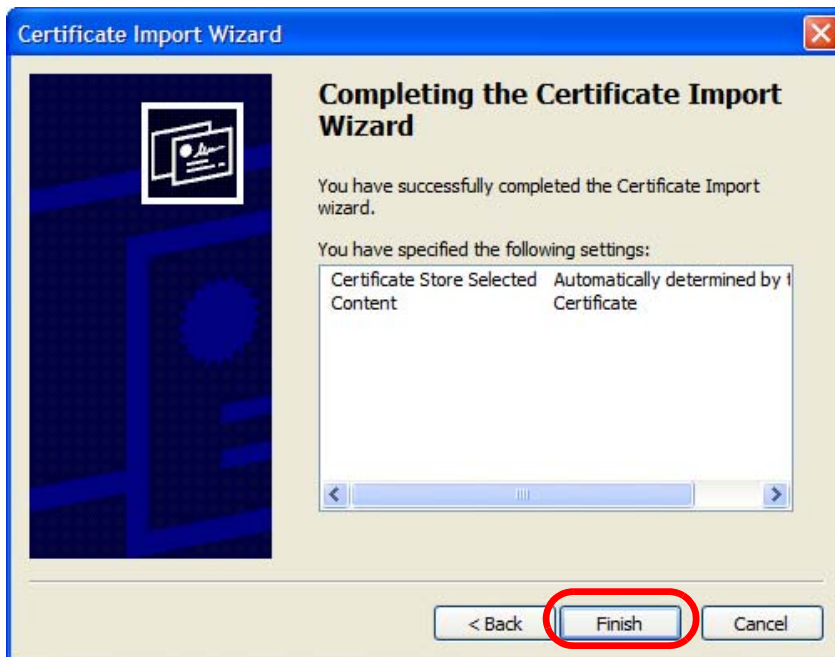 Certificate Import Wizard
Completing the Certificate Import
Wizard
You have successfully completed the Certificate Import
wizard.
You have specified the following settings:
Certificate Store Selected Automatically determined by t
Content Certificate
< Back Finish Cancel